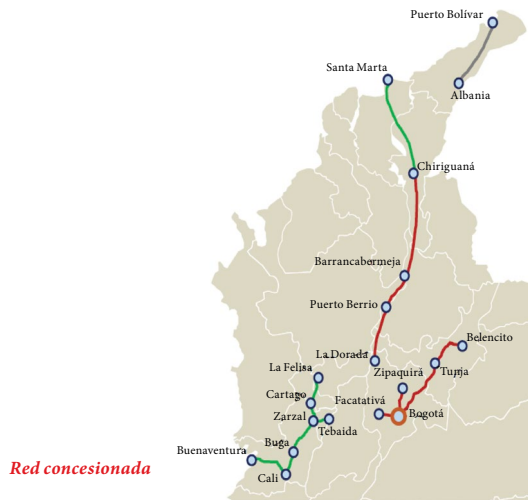 Puerto Bolívar
Santa Marta
Albania
Chiriguaná
Barrancabermeja
Puerto Berrio
Belencito
La Dorada
Zipaquirá
La Felisa
Tunja
Cartago
Facatativá
Zarzal
Bogotá
Tebaida
Buga
Buenaventura
Red concesionada
Cali